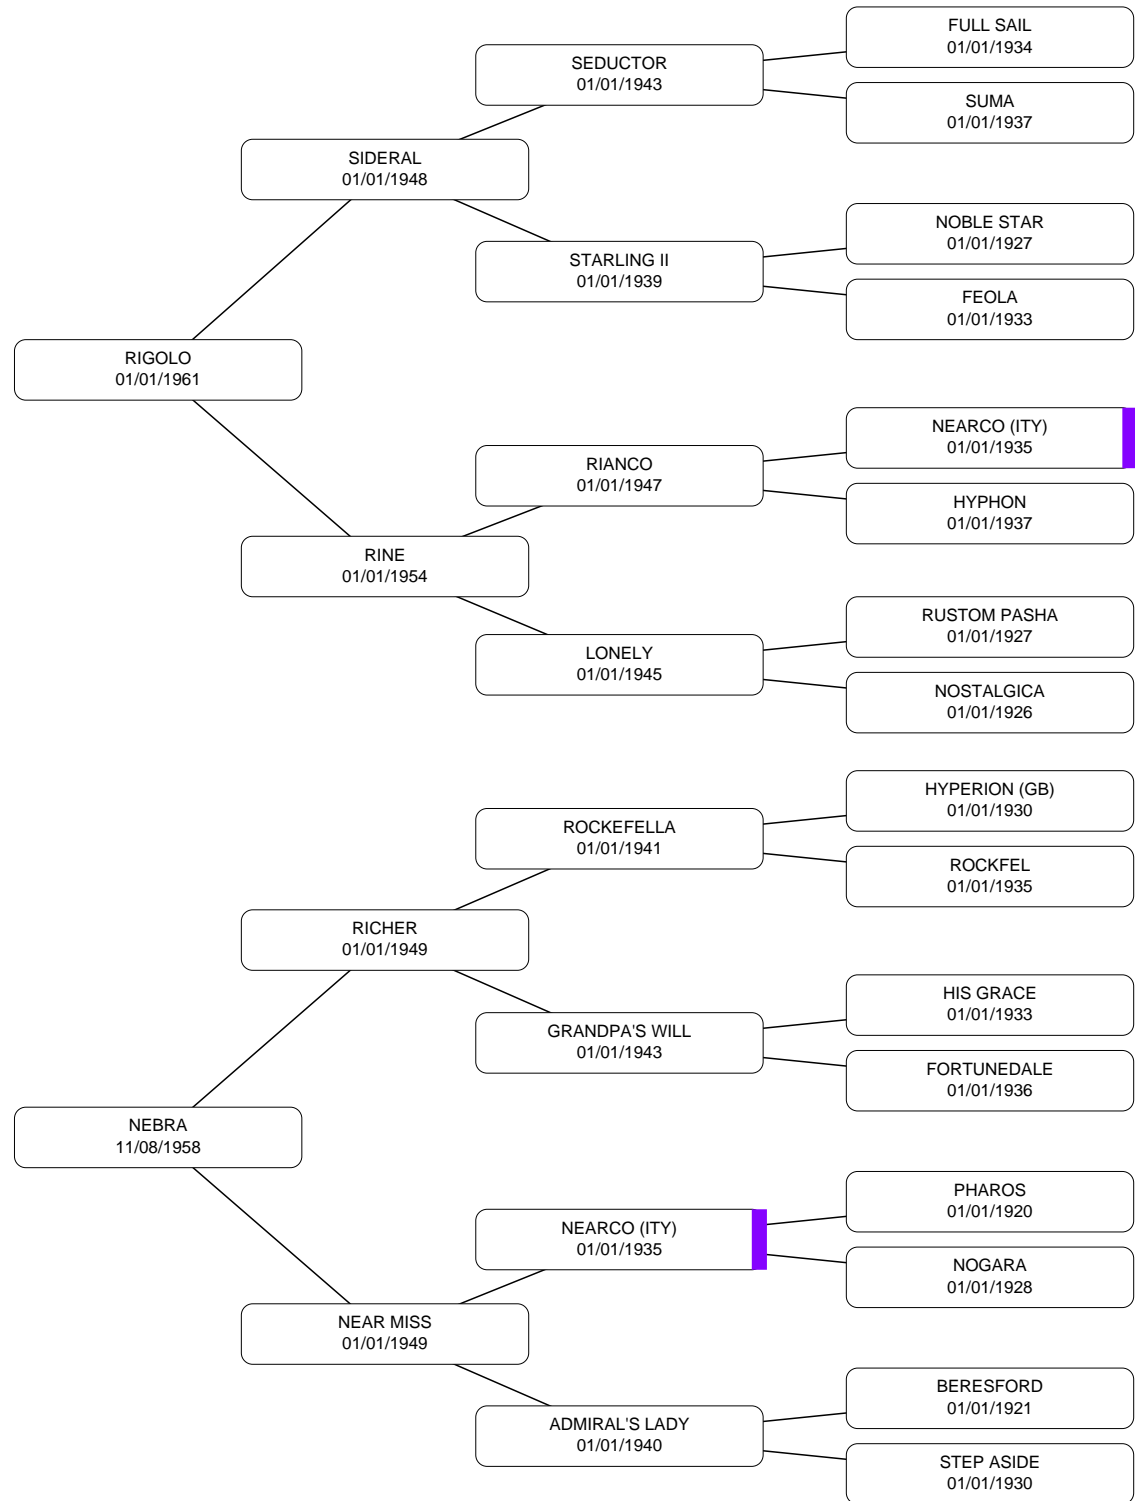 FULL SAIL
01/01/1934
SEDUCTOR
01/01/1943
SUMA
01/01/1937
SIDERAL
01/01/1948
NOBLE STAR
01/01/1927
STARLING II
01/01/1939
FEOLA
01/01/1933
RIGOLO
01/01/1961
NEARCO (ITY)
01/01/1935
RIANCO
01/01/1947
HYPHON
01/01/1937
RINE
01/01/1954
RUSTOM PASHA
01/01/1927
LONELY
01/01/1945
NOSTALGICA
01/01/1926
HYPERION (GB)
01/01/1930
ROCKEFELLA
01/01/1941
ROCKFEL
01/01/1935
RICHER
01/01/1949
HIS GRACE
01/01/1933
GRANDPA'S WILL
01/01/1943
FORTUNEDALE
01/01/1936
NEBRA
11/08/1958
PHAROS
01/01/1920
NEARCO (ITY)
01/01/1935
NOGARA
01/01/1928
NEAR MISS
01/01/1949
BERESFORD
01/01/1921
ADMIRAL'S LADY
01/01/1940
STEP ASIDE
01/01/1930